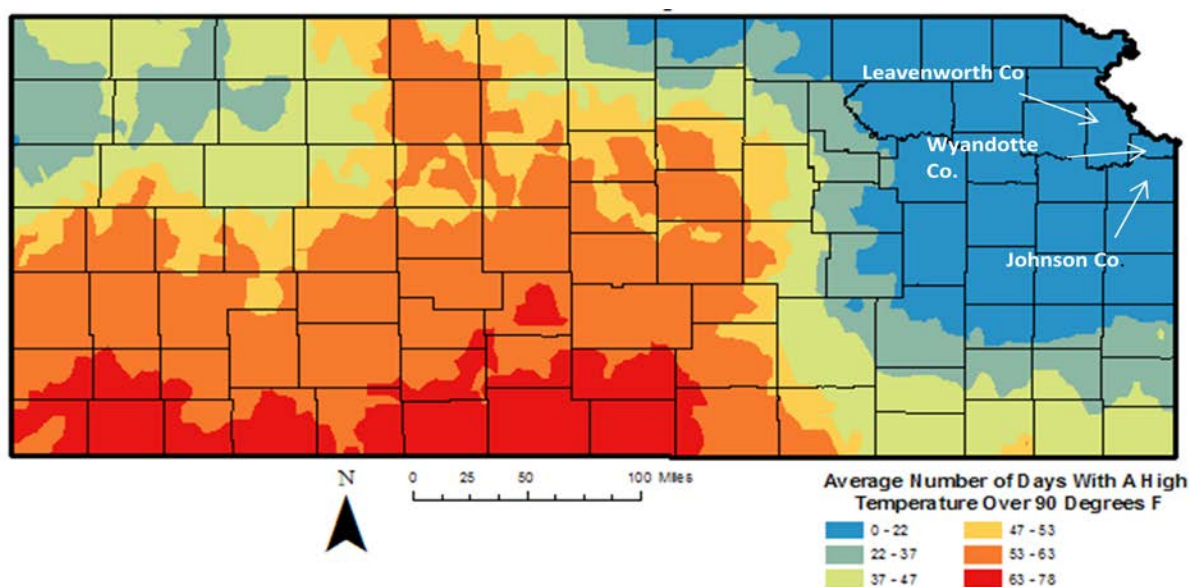 Leavenworth Co
Wyandotte
Co.
Johnson Co.
N
0 25 50 100 Miles
Average Number of Days With A High
Temperature Over 90 Degrees F
0 - 22
47 - 53
22 - 37
53 - 63
37 - 47
63 - 78